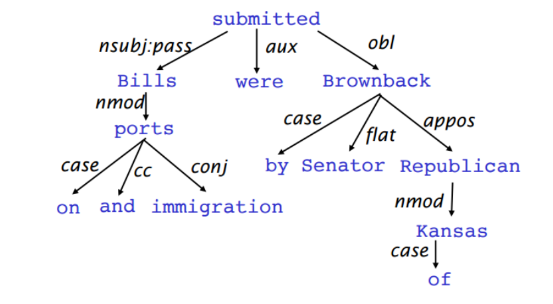 submitted
nsubj:pass aux obl
Bills were Brownback
nmod case flat appos
ports
case cc conj by Senator Republican
on and immigration nmod
Kansas
case
of